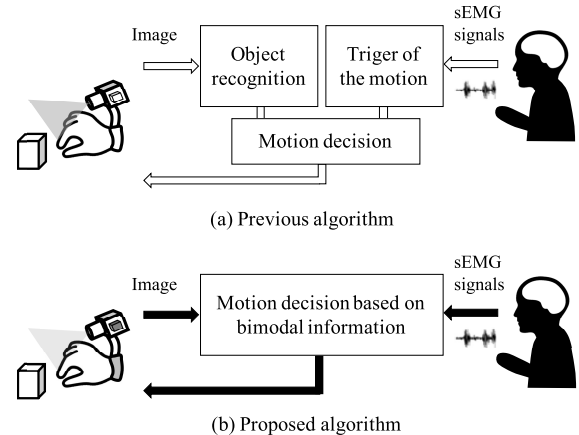 Image
sEMG
signals
Object
recognition
Triger of
the motion
Motion decision
(a) Previous algorithm
Image
sEMG
signals
Motion decision based on
bimodal information
(b) Proposed algorithm